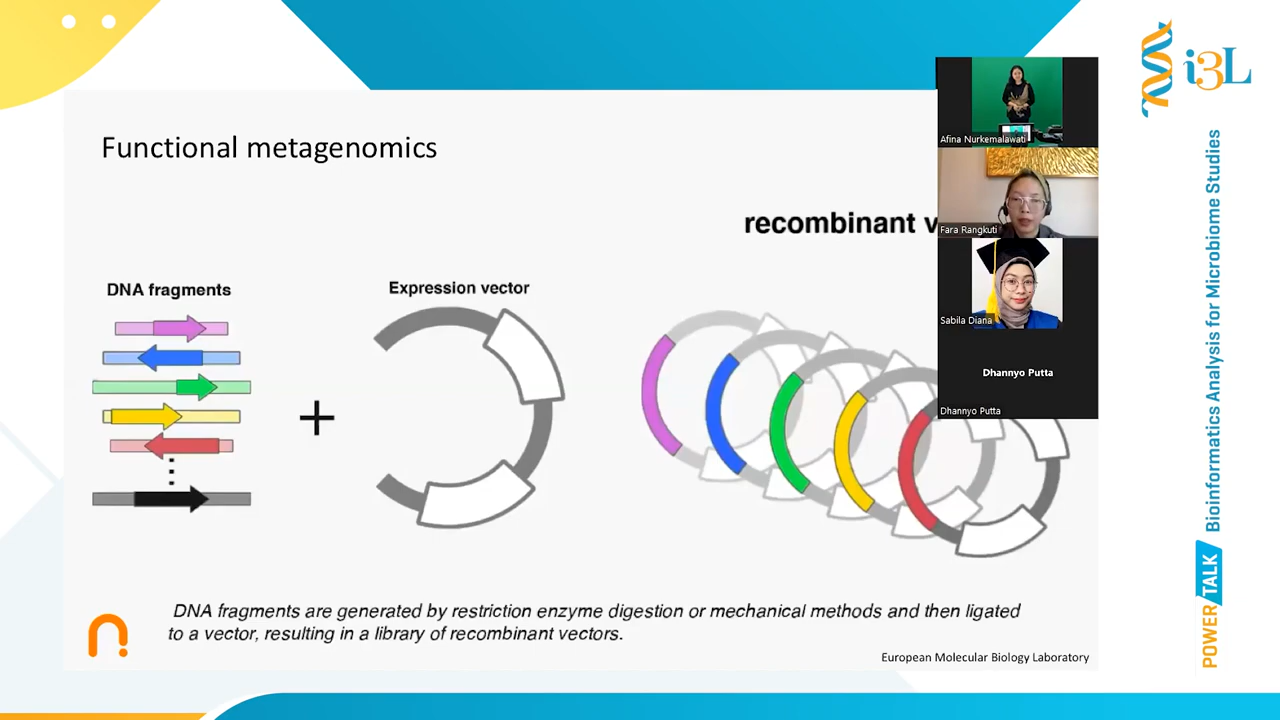 i3L
Functional metagenomics
recombinant v
DNA fragments
Expression vector
+
DNA fragments are generated by restriction enzyme digestion or mechanical methods and then ligated
to a vector, resulting in a library of recombinant vectors.
European Molecular Biology Laboratory
Afina Nurkemalawati
Fara Rangkuti
Sabila Diana
Dhannyo Putta
Dhannyo Putta
POWER TALK Bioinformatics Analysis for Microbiome Studies